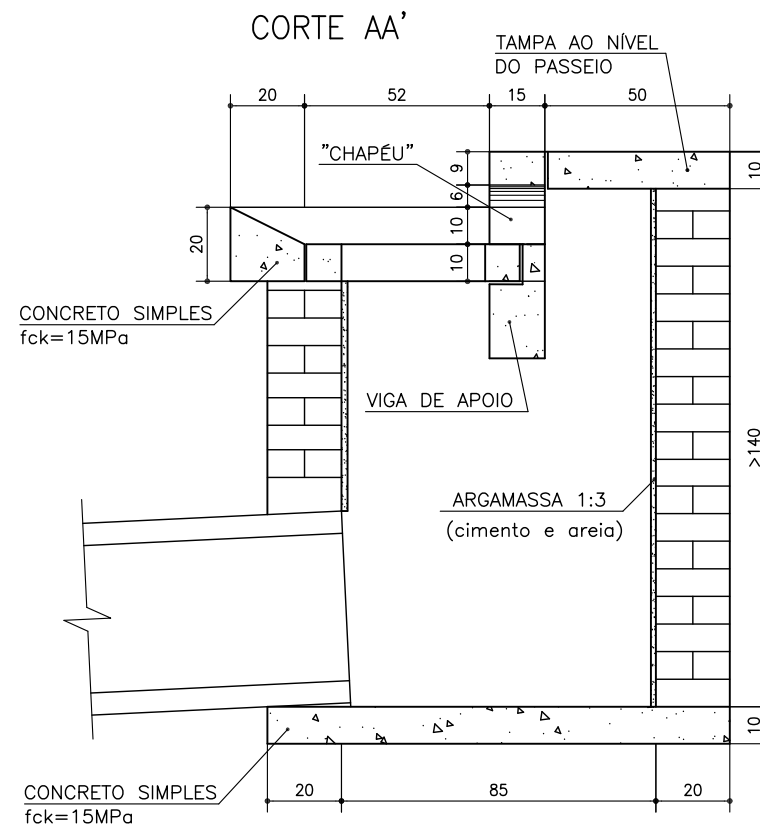 CORTE AA'
TAMPA AO NÍVEL
DO PASSEIO
20
52
15
50
"CHAPÉU"
9
6
10
10
20
10
CONCRETO SIMPLES
fck=15MPa
VIGA DE APOIO
>140
ARGAMASSA 1:3
(cimento e areia)
10
CONCRETO SIMPLES
fck=15MPa
20
85
20